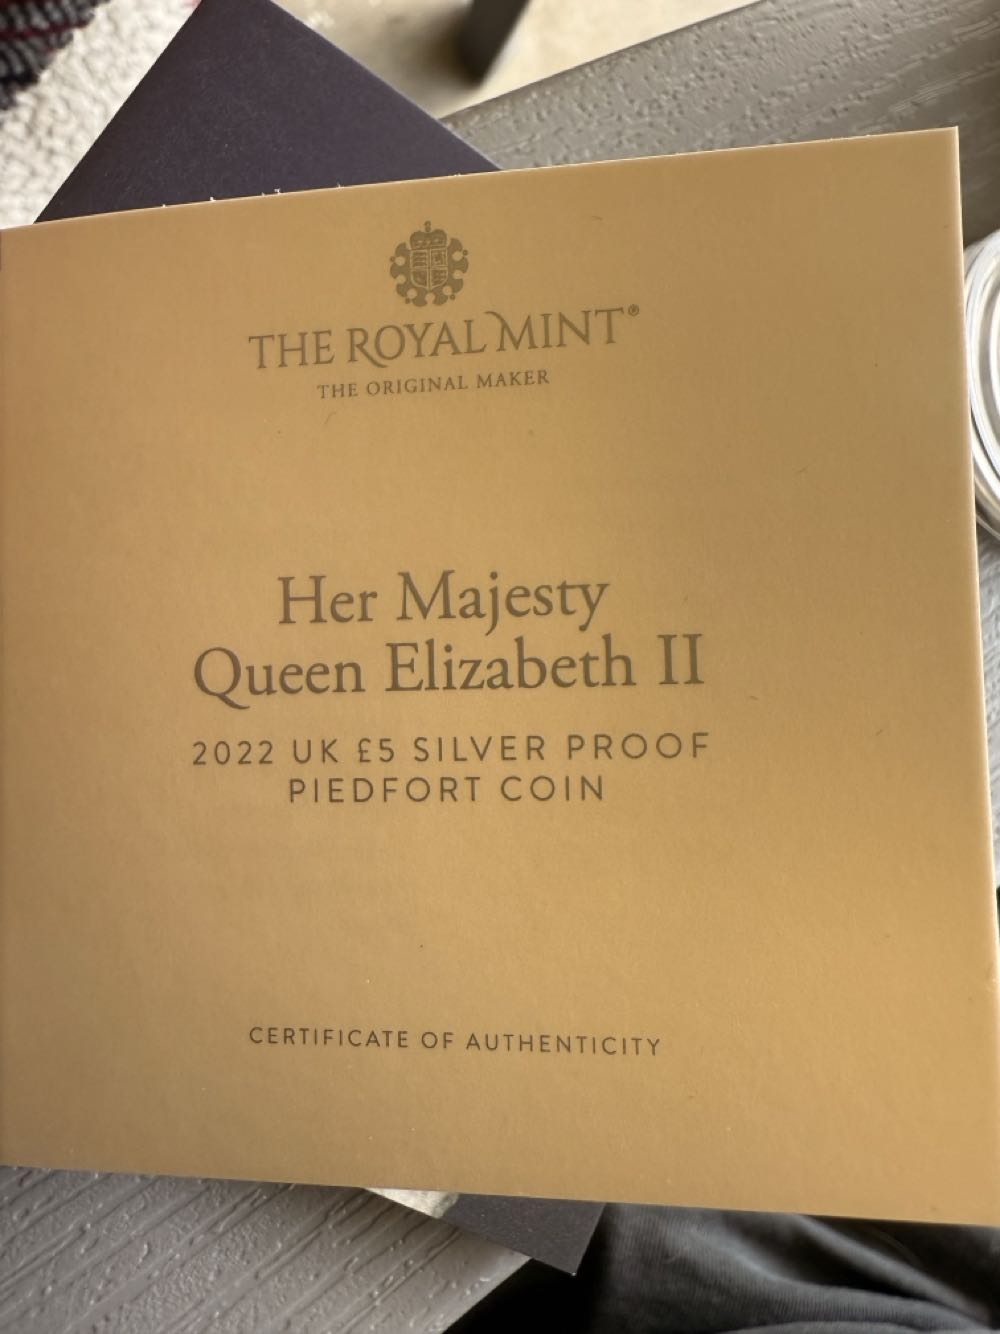 THE ROYAL MINT®
THE ORIGINAL MAKER
Her Majesty
Queen Elizabeth II
2022 UK £5 SILVER PROOF
PIEDFORT COIN
CERTIFICATE OF AUTHENTICITY